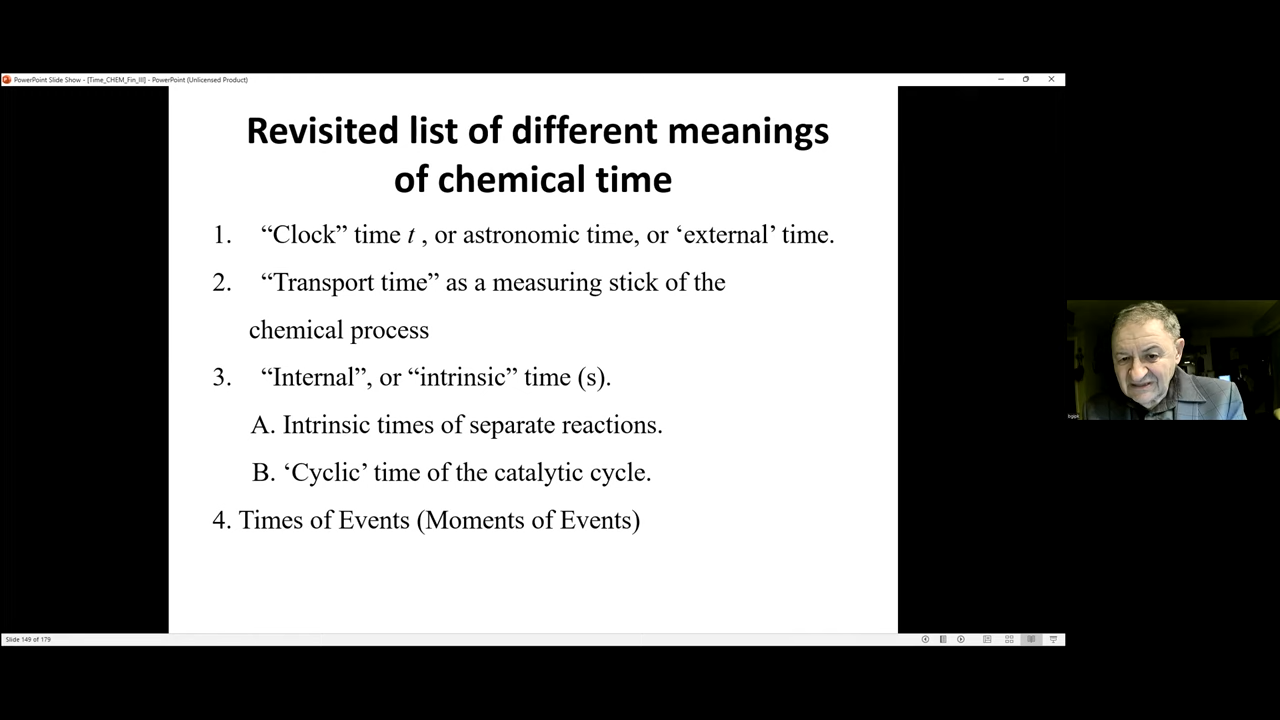 PowerPoint Slide Show - [Time_CHEM_Fin_III] - PowerPoint (Unlicensed Product)
Revisited list of different meanings
of chemical time
1. “Clock” time t , or astronomic time, or ‘external’ time.
2. “Transport time” as a measuring stick of the
chemical process
3. “Internal”, or “intrinsic” time (s).
A. Intrinsic times of separate reactions.
B. ‘Cyclic’ time of the catalytic cycle.
4. Times of Events (Moments of Events)
Slide 149 of 179